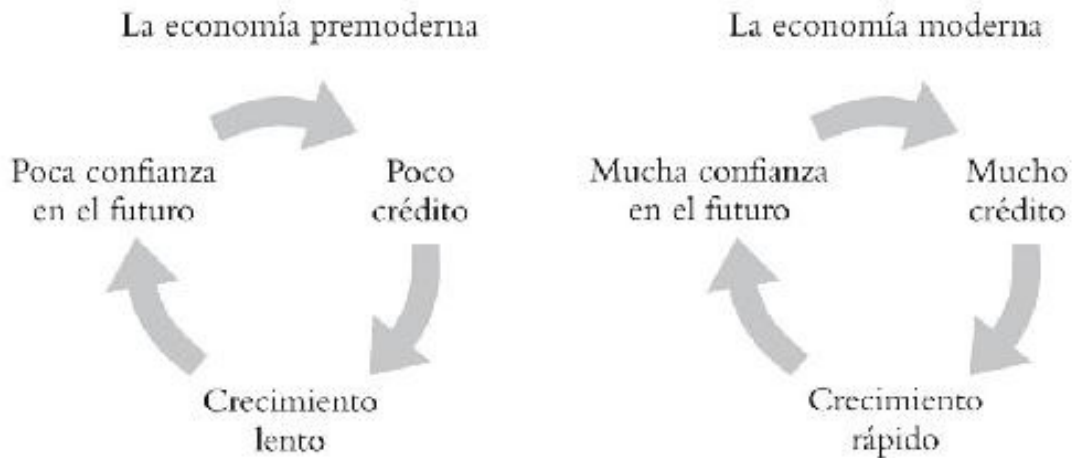 La economía premoderna
Poca confianza
en el futuro
Poco
crédito
Crecimiento
lento
La economía moderna
Mucha confianza
en el futuro
Mucho
crédito
Crecimiento
rápido